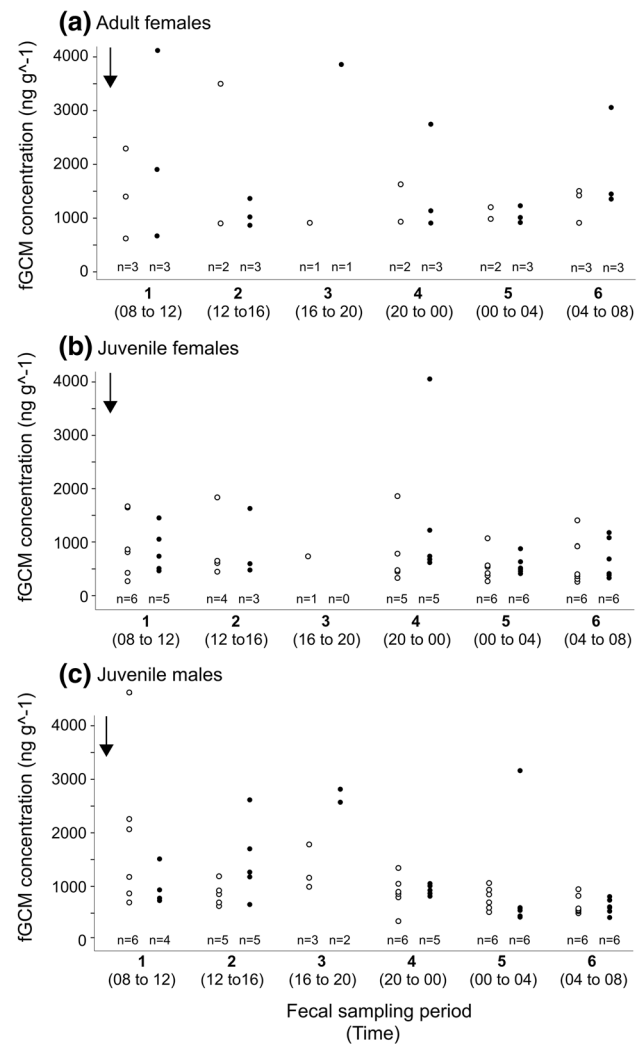 (a) Adult females
fGCM concentration (ng g^-1)
4000
3000
2000
1000
0
n=3 n=3 n=2 n=3 n=1 n=1 n=2 n=3 n=2 n=3 n=3 n=3
1 2 3 4 5 6
(08 to 12) (12 to16) (16 to 20) (20 to 00) (00 to 04) (04 to 08)
(b) Juvenile females
fGCM concentration (ng g^-1)
4000
3000
2000
1000
0
n=6 n=5 n=4 n=3 n=1 n=0 n=5 n=5 n=6 n=6 n=6 n=6
1 2 3 4 5 6
(08 to 12) (12 to16) (16 to 20) (20 to 00) (00 to 04) (04 to 08)
(c) Juvenile males
fGCM concentration (ng g^-1)
4000
3000
2000
1000
0
n=6 n=4 n=5 n=5 n=3 n=2 n=6 n=5 n=6 n=6 n=6 n=6
1 2 3 4 5 6
(08 to 12) (12 to16) (16 to 20) (20 to 00) (00 to 04) (04 to 08)
Fecal sampling period
(Time)